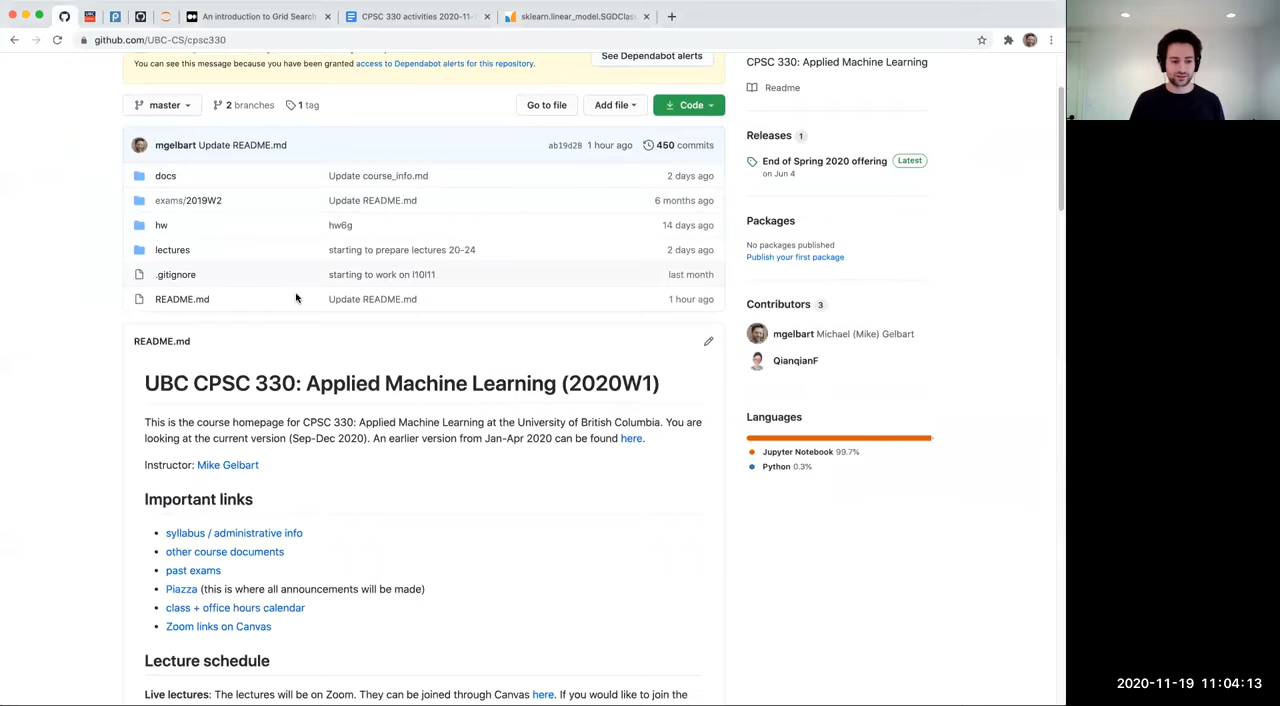 An introduction to Grid Search
CPSC 330 activities 2020-11-
sklearn.linear_model.SGDClas
github.com/UBC-CS/cpsc330
You can see this message because you have been granted access to Dependabot alerts for this repository.
See Dependabot alerts
master
2 branches
1 tag
Go to file
Add file
Code
mgelbart Update README.md
ab19d28 1 hour ago
450 commits
docs Update course_info.md 2 days ago
exams/2019W2 Update README.md 6 months ago
hw hw6g 14 days ago
lectures starting to prepare lectures 20-24 2 days ago
.gitignore starting to work on l10l11 last month
README.md Update README.md 1 hour ago
README.md
UBC CPSC 330: Applied Machine Learning (2020W1)
This is the course homepage for CPSC 330: Applied Machine Learning at the University of British Columbia. You are
looking at the current version (Sep-Dec 2020). An earlier version from Jan-Apr 2020 can be found here.
Instructor: Mike Gelbart
Important links
syllabus / administrative info
other course documents
past exams
Piazza (this is where all announcements will be made)
class + office hours calendar
Zoom links on Canvas
Lecture schedule
Live lectures: The lectures will be on Zoom. They can be joined through Canvas here. If you would like to join the
CPSC 330: Applied Machine Learning
Readme
Releases 1
End of Spring 2020 offering Latest
on Jun 4
Packages
No packages published
Publish your first package
Contributors 3
mgelbart Michael (Mike) Gelbart
QianqianF
Languages
Jupyter Notebook 99.7%
Python 0.3%
2020-11-19 11:04:13